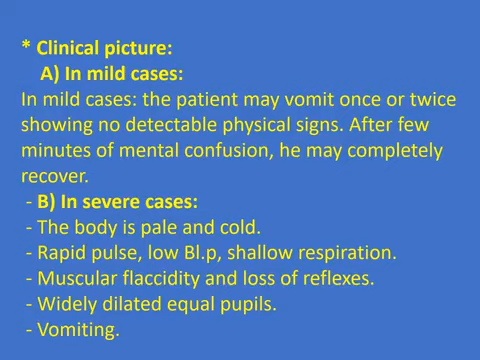 * Clinical picture:
A) In mild cases:
In mild cases: the patient may vomit once or twice
showing no detectable physical signs. After few
minutes of mental confusion, he may completely
recover.
- B) In severe cases:
- The body is pale and cold.
- Rapid pulse, low Bl.p, shallow respiration.
- Muscular flaccidity and loss of reflexes.
- Widely dilated equal pupils.
- Vomiting.